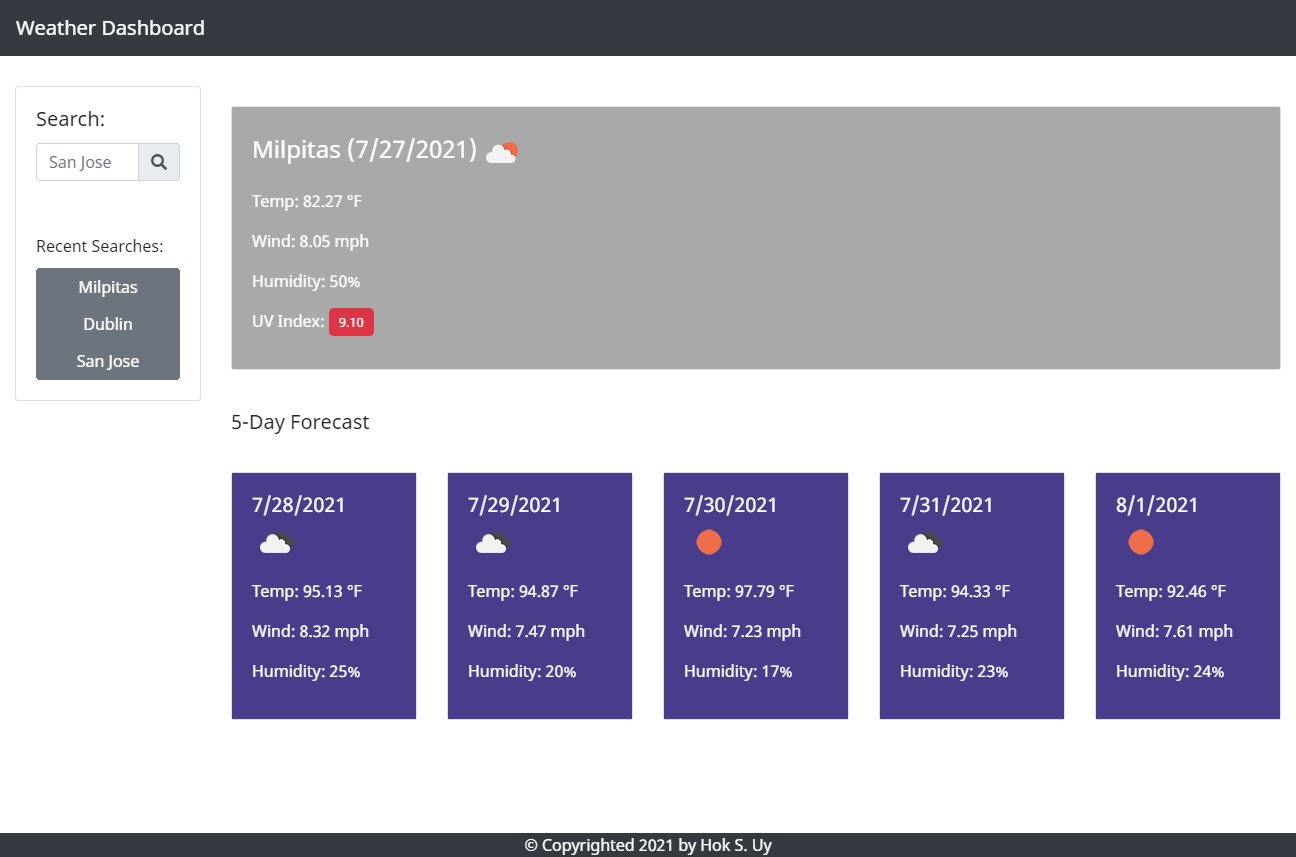 Weather Dashboard
Search:
San Jose
Recent Searches:
Milpitas
Dublin
San Jose
Milpitas (7/27/2021)
Temp: 82.27 °F
Wind: 8.05 mph
Humidity: 50%
UV Index: 9.10
5-Day Forecast
7/28/2021
Temp: 95.13 °F
Wind: 8.32 mph
Humidity: 25%
7/29/2021
Temp: 94.87 °F
Wind: 7.47 mph
Humidity: 20%
7/30/2021
Temp: 97.79 °F
Wind: 7.23 mph
Humidity: 17%
7/31/2021
Temp: 94.33 °F
Wind: 7.25 mph
Humidity: 23%
8/1/2021
Temp: 92.46 °F
Wind: 7.61 mph
Humidity: 24%
© Copyrighted 2021 by Hok S. Uy